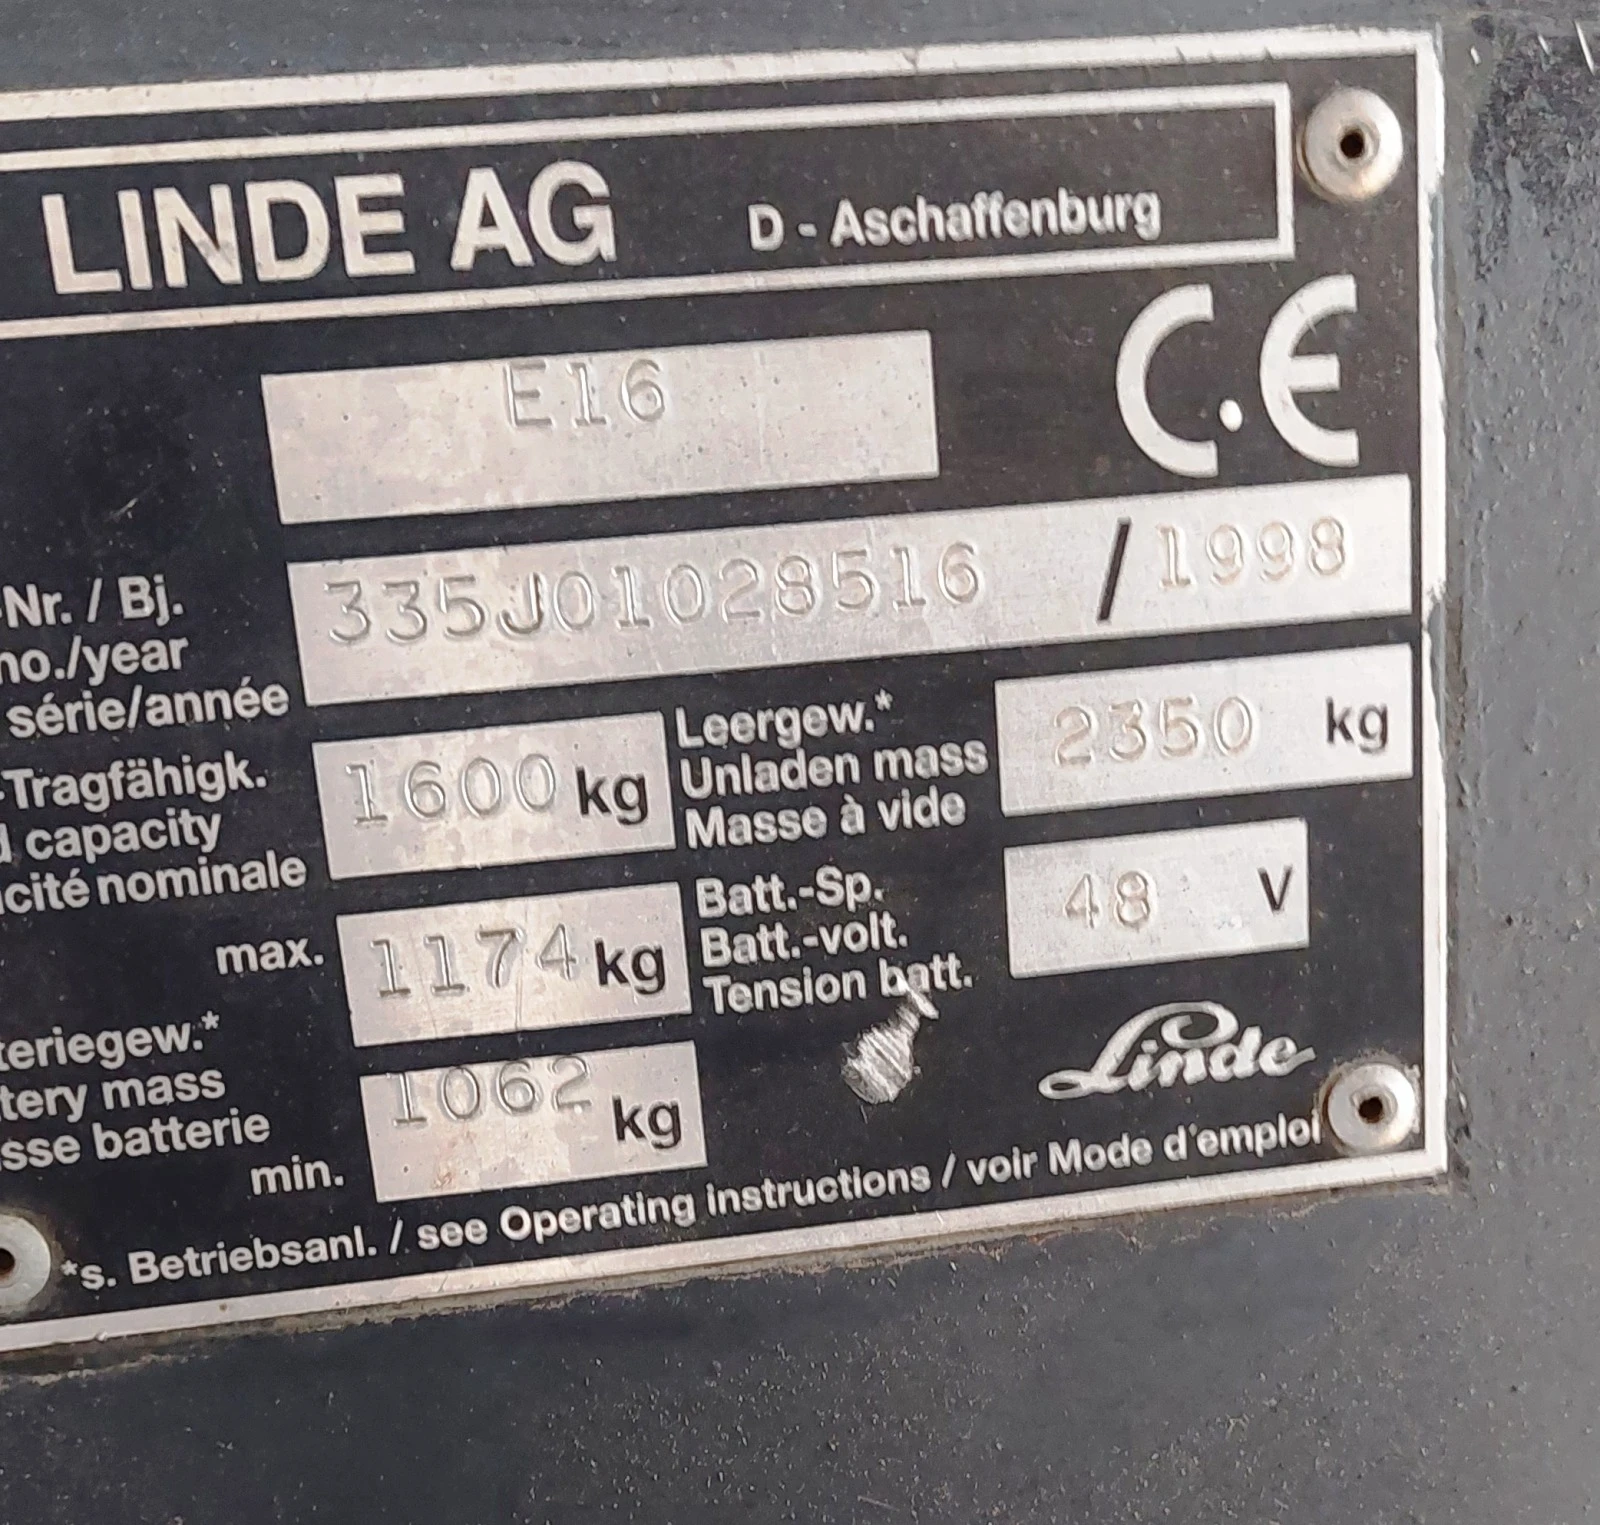 LINDE AG D - Aschaffenburg
CE
E16
-Nr. / Bj.
no./year
série/année
335J01028516 / 1998
-Tragfähigk.
capacity
cité nominale
1600 kg
Leergew.*
Unladen mass
Masse à vide
2350 kg
max.
1174 kg
Batt.-Sp.
Batt.-volt.
Tension batt.
48 V
teriegew.*
tery mass
sse batterie
min.
1062 kg
Linde
*s. Betriebsanl. / see Operating instructions / voir Mode d'emploi